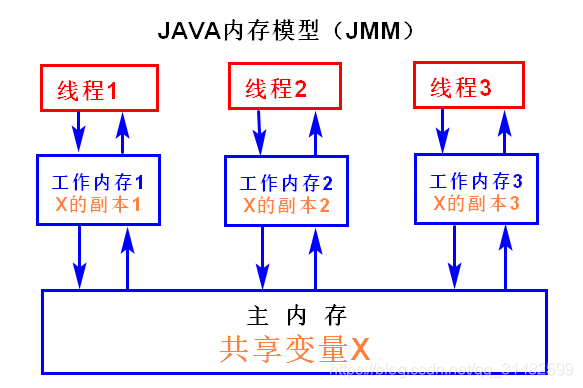 JAVA内存模型（JMM）
线程1
线程2
线程3
工作内存1
X的副本1
工作内存2
X的副本2
工作内存3
X的副本3
主 内 存
共享变量X
https://blog.csdn.net/qq_31482599